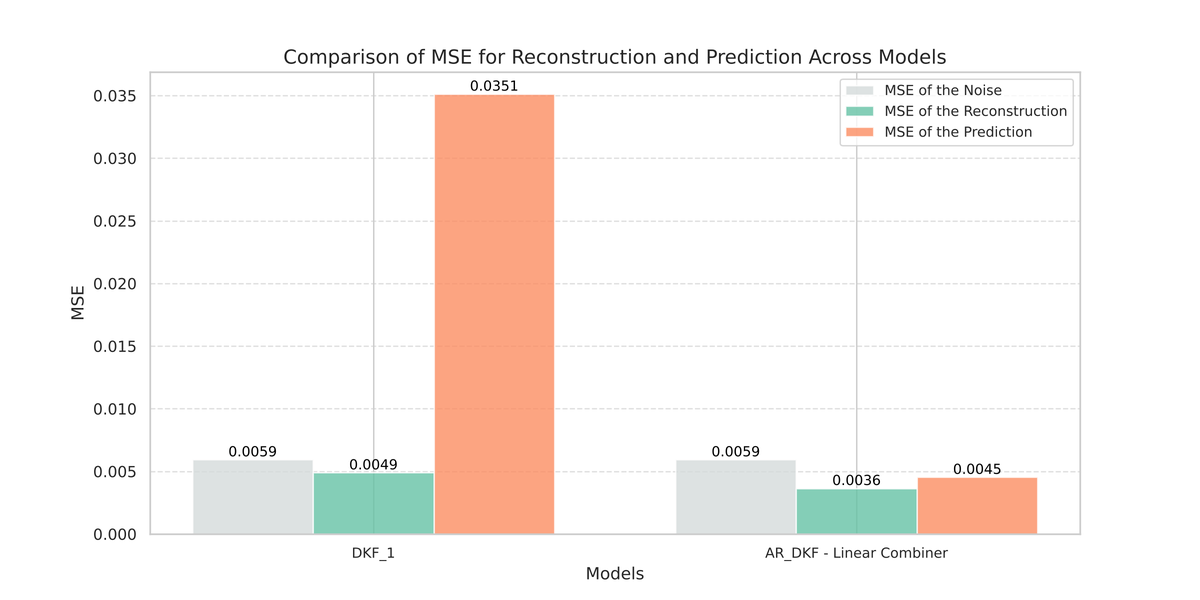 Comparison of MSE for Reconstruction and Prediction Across Models
MSE of the Noise
MSE of the Reconstruction
MSE of the Prediction
0.035
0.030
0.025
0.020
0.015
0.010
0.005
0.000
MSE
0.0059
0.0049
0.0351
0.0059
0.0036
0.0045
DKF_1
AR_DKF - Linear Combiner
Models